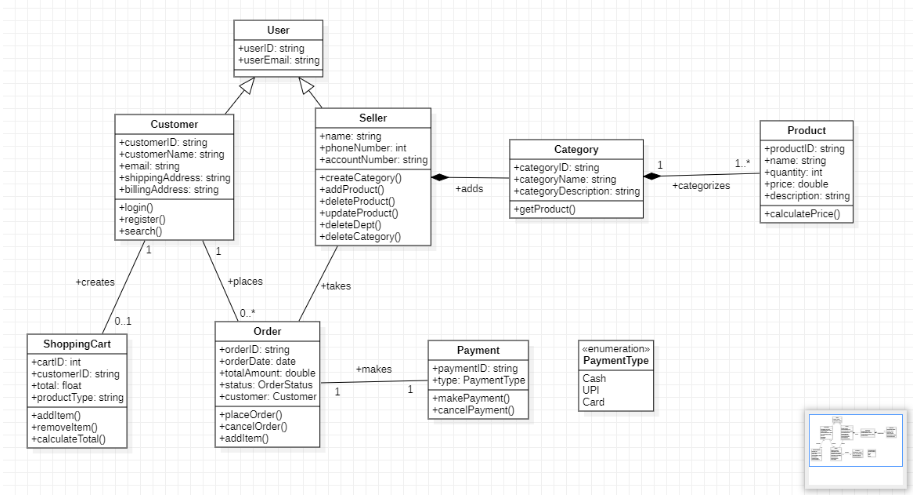 User
+userID: string
+userEmail: string
Customer
+customerID: string
+customerName: string
+email: string
+shippingAddress: string
+billingAddress: string
+login()
+register()
+search()
Seller
+name: string
+phoneNumber: int
+accountNumber: string
+createCategory()
+addProduct()
+deleteProduct()
+updateProduct()
+deleteDept()
+deleteCategory()
+adds
Category
+categoryID: string
+categoryName: string
+categoryDescription: string
+getProduct()
1
1..*
+categorizes
Product
+productID: string
+name: string
+quantity: int
+price: double
+description: string
+calculatePrice()
1
+creates
0..1
1
+places
0..*
+takes
ShoppingCart
+cartID: int
+customerID: string
+total: float
+productType: string
+addItem()
+removeItem()
+calculateTotal()
Order
+orderID: string
+orderDate: date
+totalAmount: double
+status: OrderStatus
+customer: Customer
+placeOrder()
+cancelOrder()
+addItem()
+makes
1
1
Payment
+paymentID: string
+type: PaymentType
+makePayment()
+cancelPayment()
«enumeration»
PaymentType
Cash
UPI
Card